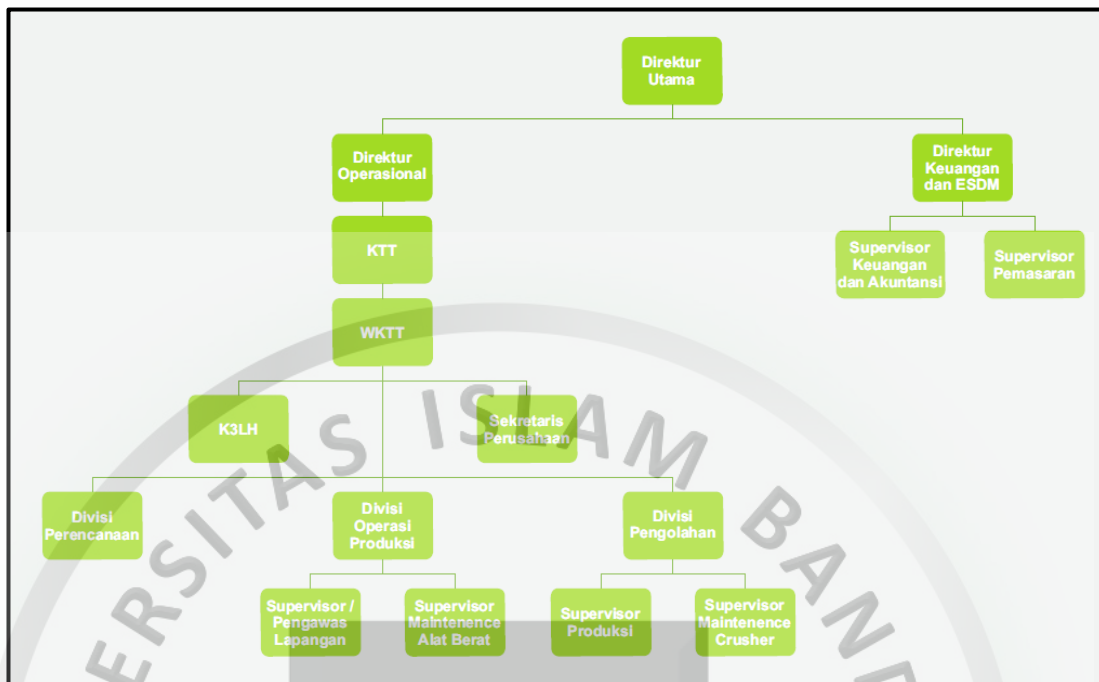 Direktur
Utama
Direktur
Operasional
Direktur
Keuangan
dan ESDM
KTT
Supervisor
Keuangan
dan Akuntansi
Supervisor
Pemasaran
WKTT
K3LH
Sekretaris
Perusahaan
Divisi
Perencanaan
Divisi
Operasi
Produksi
Divisi
Pengolahan
Supervisor /
Pengawas
Lapangan
Supervisor
Maintenence
Alat Berat
Supervisor
Produksi
Supervisor
Maintenence
Crusher
ERSITAS ISLAM BAND